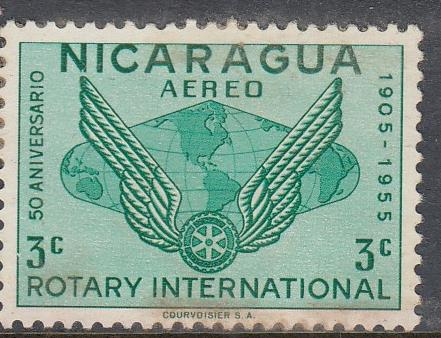 NICARAGUA
AEREO
50 ANIVERSARIO
1905-1955
3c
3c
ROTARY INTERNATIONAL
COURVOISIER S.A.